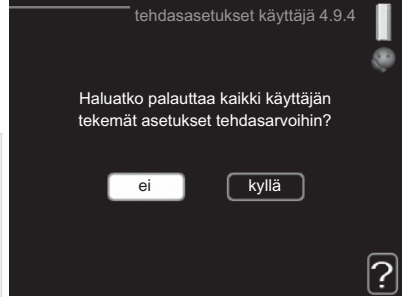 tehdasasetukset käyttäjä 4.9.4
Haluatko palauttaa kaikki käyttäjän
tekemät asetukset tehdasarvoihin?
ei
kyllä
?